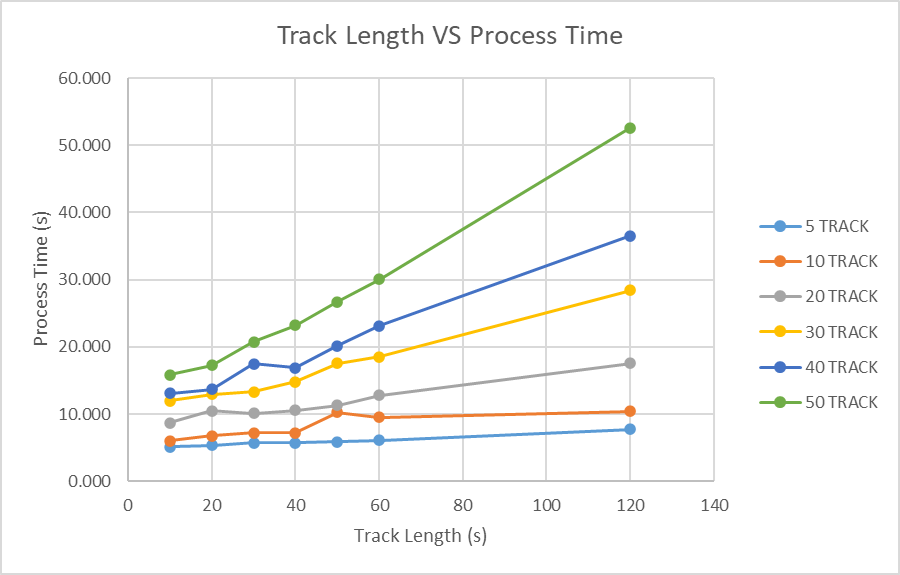 Track Length VS Process Time
60.000
50.000
40.000
30.000
20.000
10.000
0.000
Process Time (s)
0 20 40 60 80 100 120 140
Track Length (s)
5 TRACK
10 TRACK
20 TRACK
30 TRACK
40 TRACK
50 TRACK